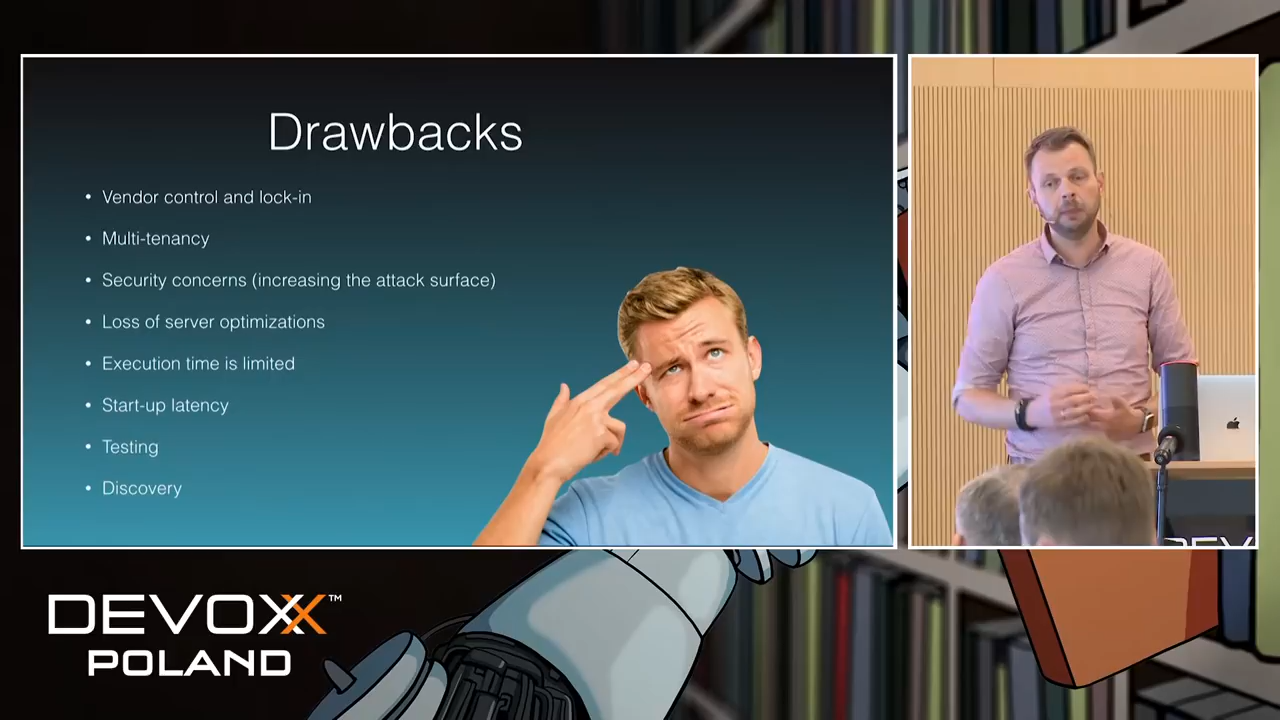 Drawbacks
• Vendor control and lock-in
• Multi-tenancy
• Security concerns (increasing the attack surface)
• Loss of server optimizations
• Execution time is limited
• Start-up latency
• Testing
• Discovery
DEVOXX™
POLAND